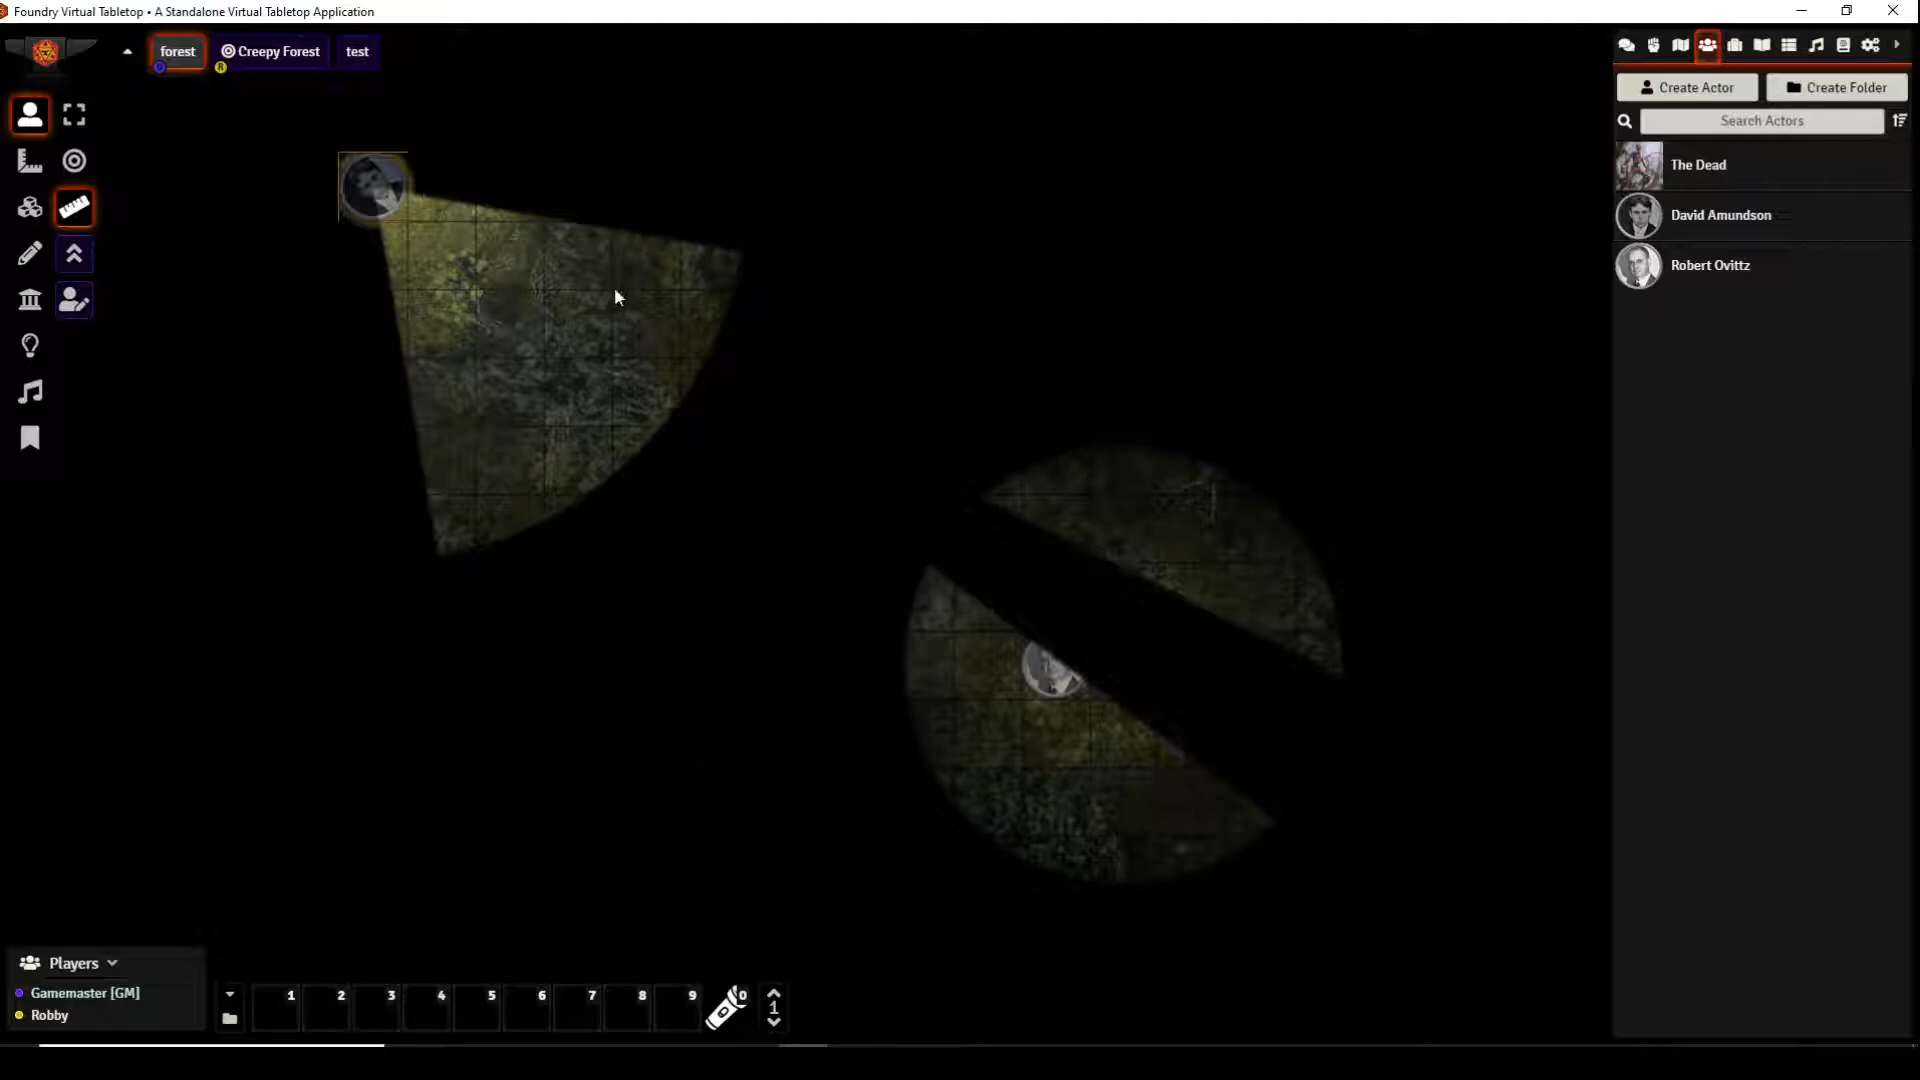 Foundry Virtual Tabletop • A Standalone Virtual Tabletop Application
forest
Creepy Forest
test
G
R
Create Actor
Create Folder
Search Actors
The Dead
David Amundson
Robert Ovittz
Players
Gamemaster [GM]
Robby
1 2 3 4 5 6 7 8 9 0
1